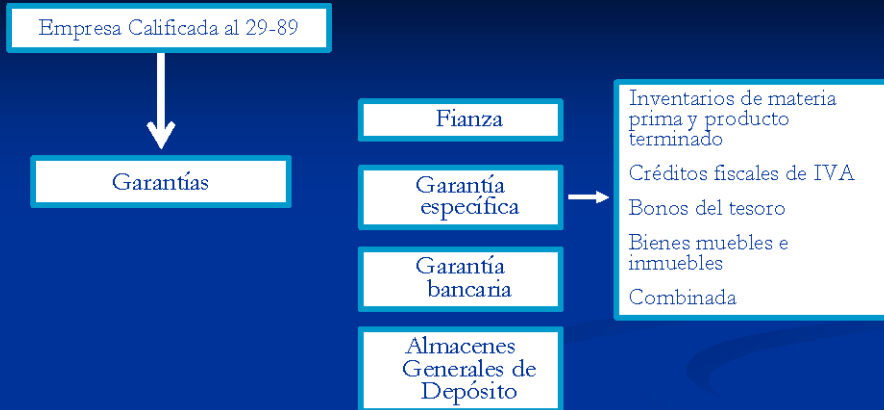 Empresa Calificada al 29-89
Garantías
Fianza
Garantía
específica
Garantía
bancaria
Almacenes
Generales de
Depósito
Inventarios de materia
prima y producto
terminado
Créditos fiscales de IVA
Bonos del tesoro
Bienes muebles e
inmuebles
Combinada